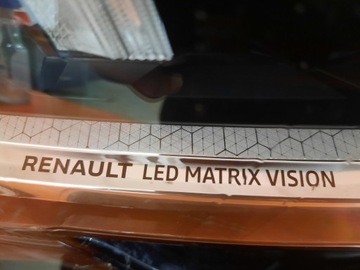 RENAULT LED MATRIX VISION